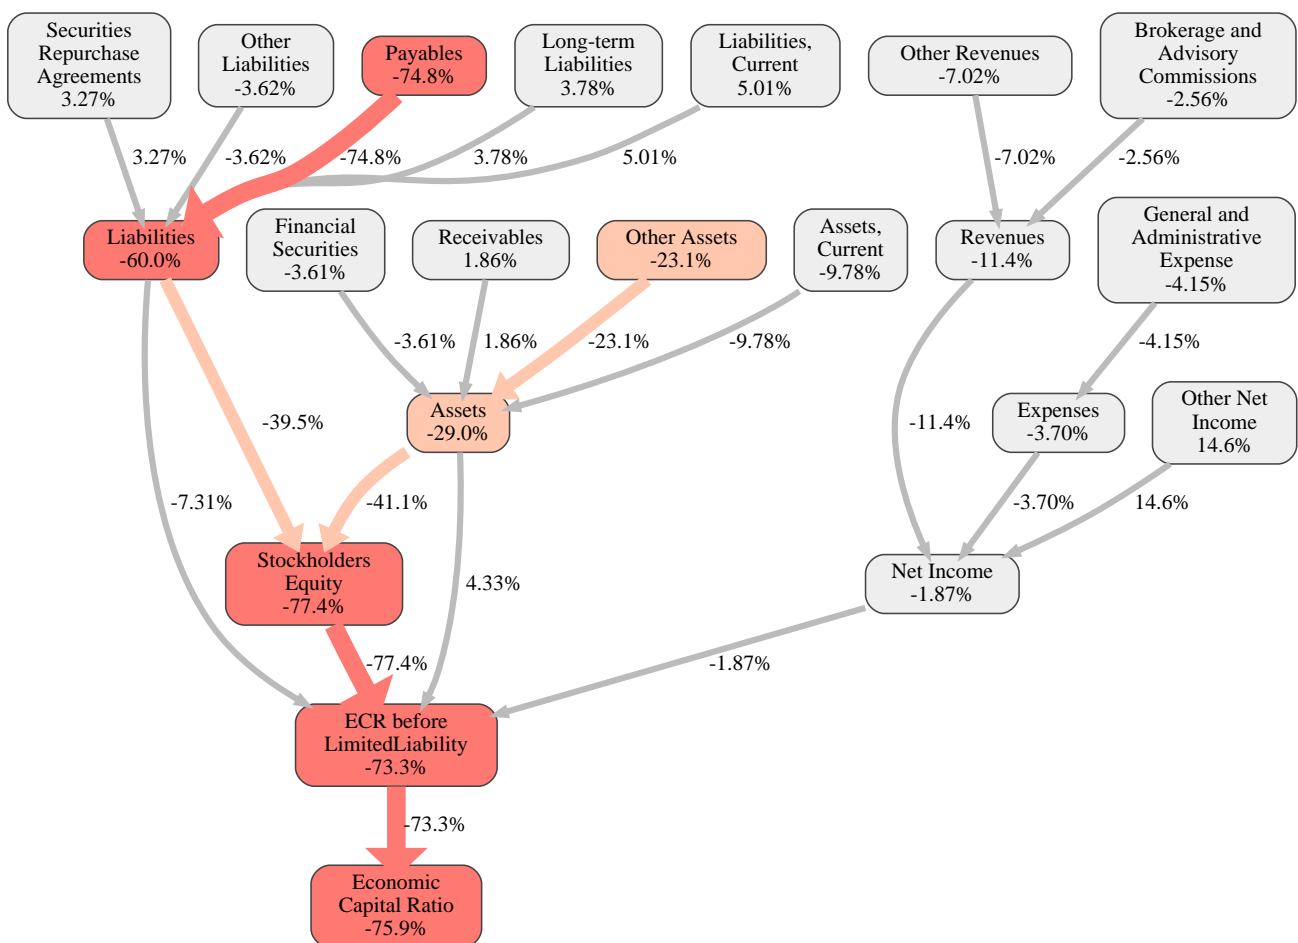 Securities
Repurchase
Agreements
3.27%
Other
Liabilities
-3.62%
Payables
-74.8%
Long-term
Liabilities
3.78%
Liabilities,
Current
5.01%
Other Revenues
-7.02%
Brokerage and
Advisory
Commissions
-2.56%
3.27%
-3.62%
-74.8%
3.78%
5.01%
-7.02%
-2.56%
Liabilities
-60.0%
Financial
Securities
-3.61%
Receivables
1.86%
Other Assets
-23.1%
Assets,
Current
-9.78%
Revenues
-11.4%
General and
Administrative
Expense
-4.15%
-3.61%
1.86%
-23.1%
-9.78%
-4.15%
Assets
-29.0%
Expenses
-3.70%
Other Net
Income
14.6%
-39.5%
-11.4%
-7.31%
-41.1%
-3.70%
14.6%
Stockholders
Equity
-77.4%
4.33%
Net Income
-1.87%
-77.4%
-1.87%
ECR before
LimitedLiability
-73.3%
-73.3%
Economic
Capital Ratio
-75.9%